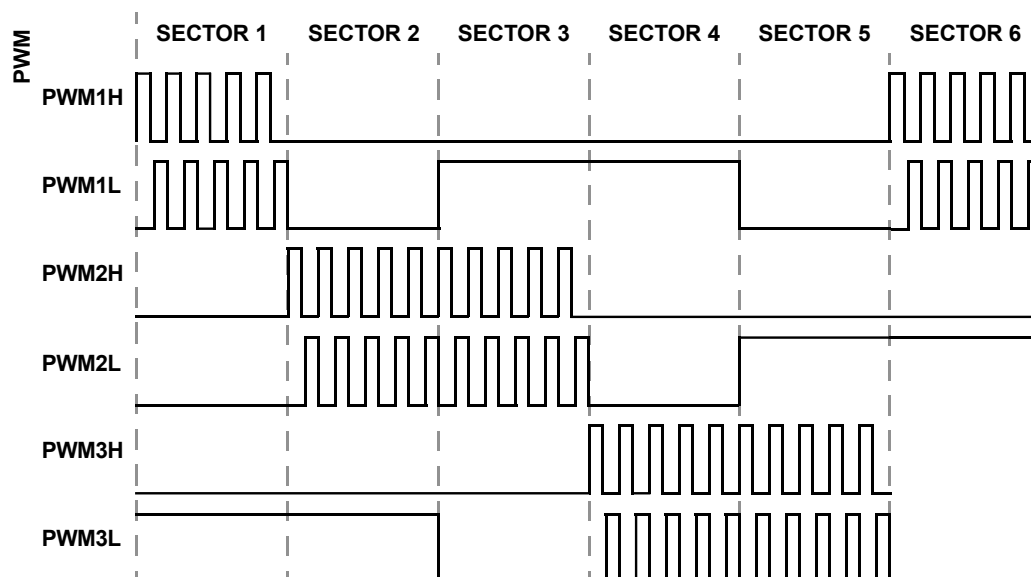 PWM
SECTOR 1 SECTOR 2 SECTOR 3 SECTOR 4 SECTOR 5 SECTOR 6
PWM1H
PWM1L
PWM2H
PWM2L
PWM3H
PWM3L